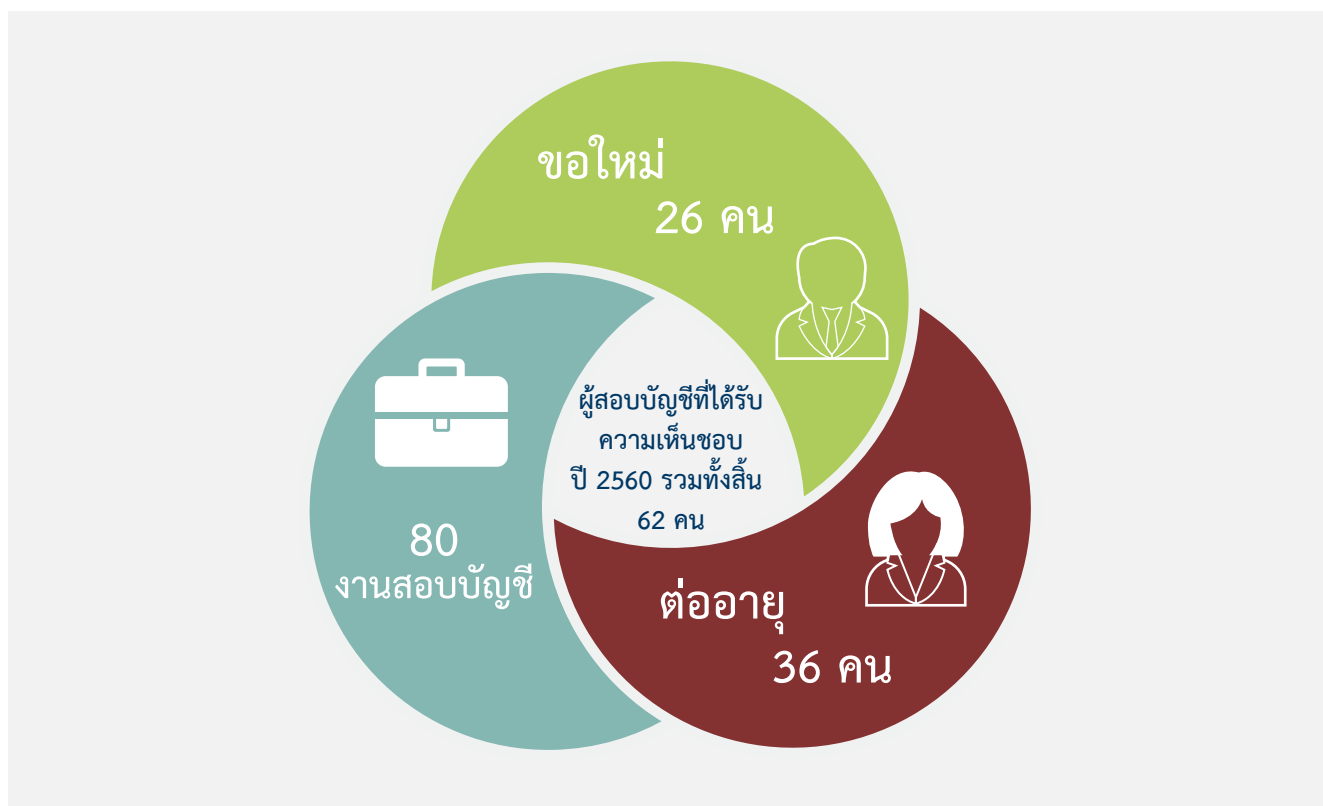 ขอใหม่
26 คน
ผู้สอบบัญชีที่ได้รับ
ความเห็นชอบ
ปี 2560 รวมทั้งสิ้น
62 คน
80
งานสอบบัญชี
ต่ออายุ
36 คน